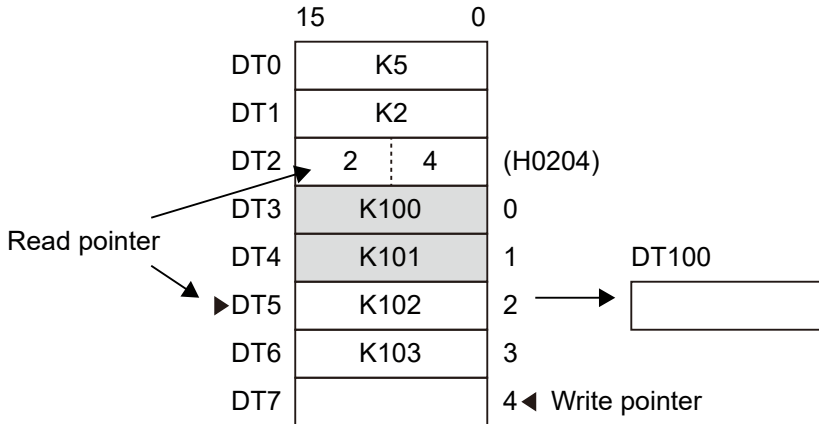 15 0
DT0 K5
DT1 K2
DT2 2 4 (H0204)
DT3 K100 0
Read pointer
DT4 K101 1 DT100
DT5 K102 2
DT6 K103 3
DT7 4 Write pointer